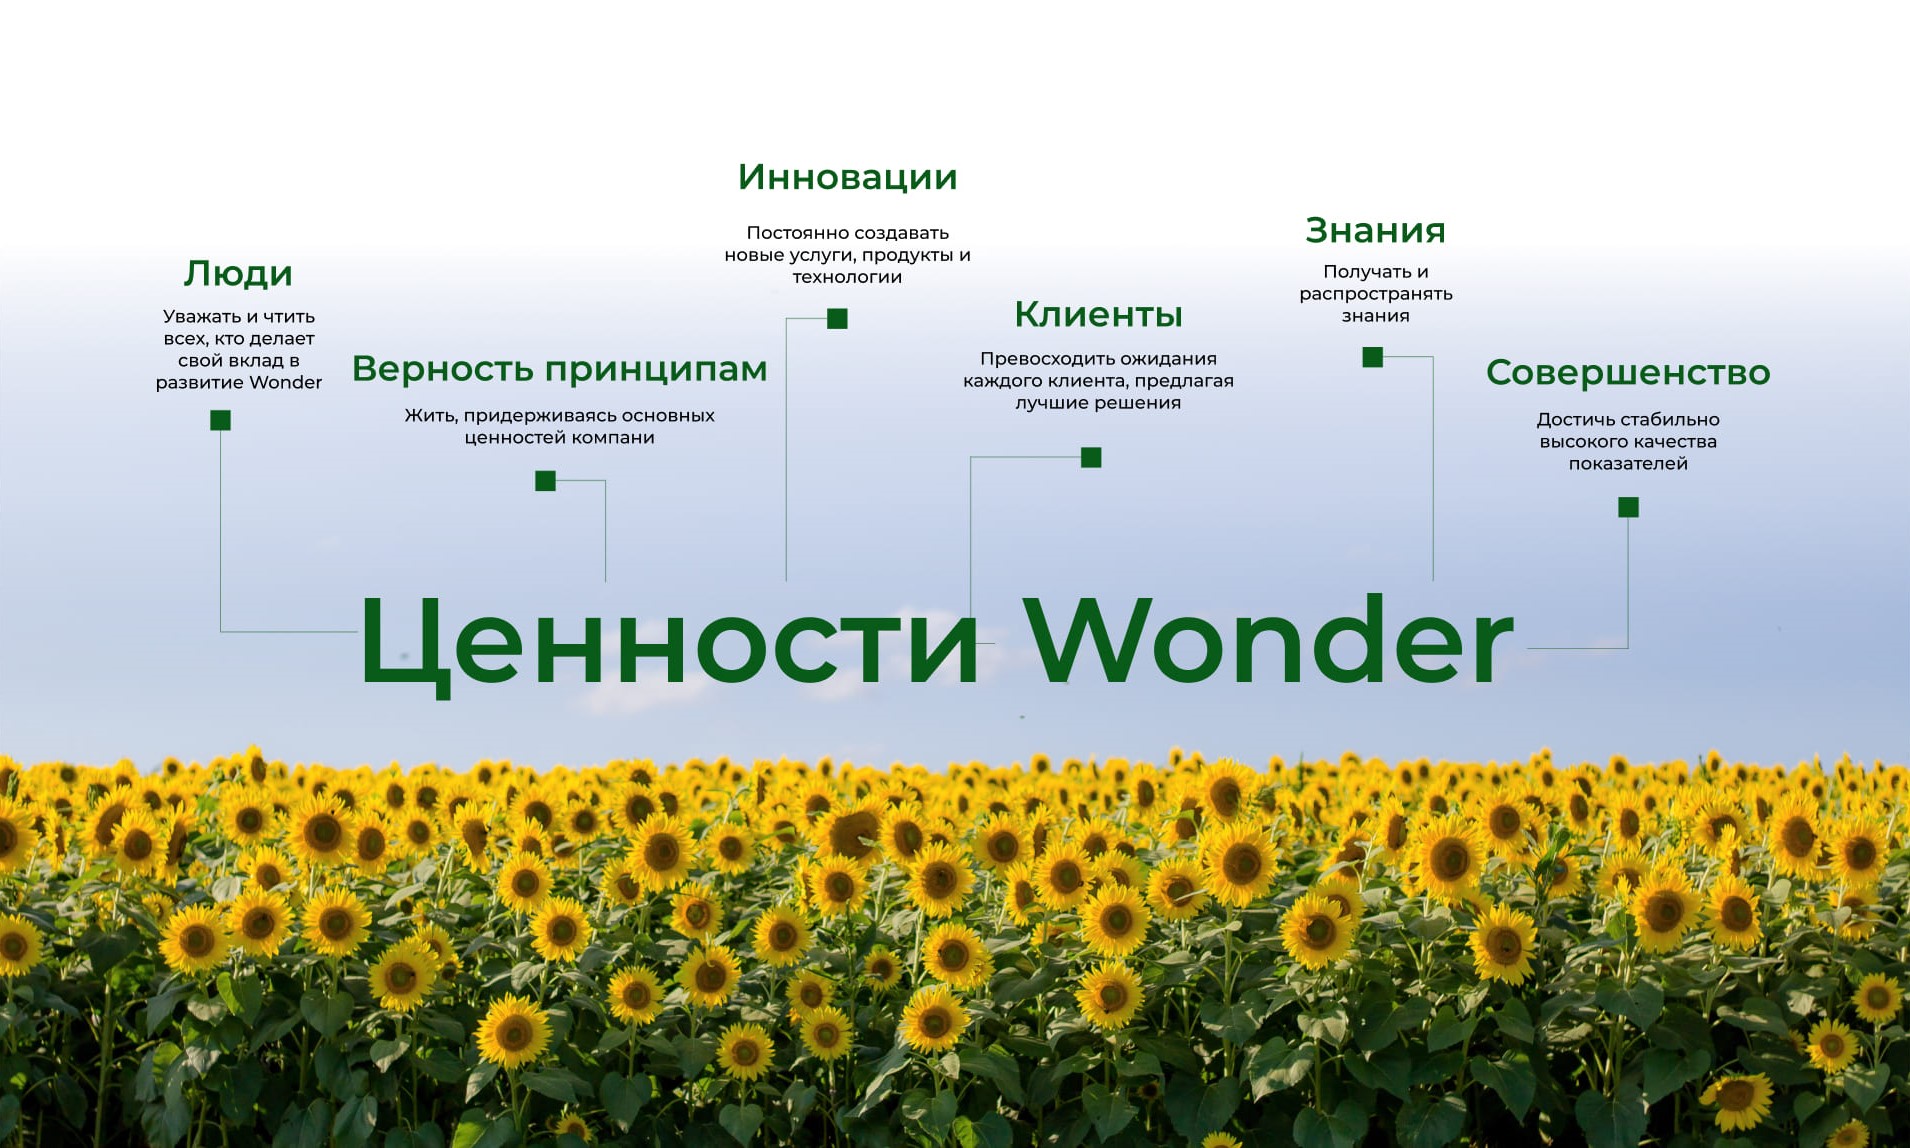 Инновации
Постоянно создавать
новые услуги, продукты и
технологии
Знания
Получать и
распространять
знания
Люди
Уважать и чтить
всех, кто делает
свой вклад в
развитие Wonder
Клиенты
Превосходить ожидания
каждого клиента, предлагая
лучшие решения
Верность принципам
Жить, придерживаясь основных
ценностей компани
Совершенство
Достичь стабильно
высокого качества
показателей
Ценности Wonder